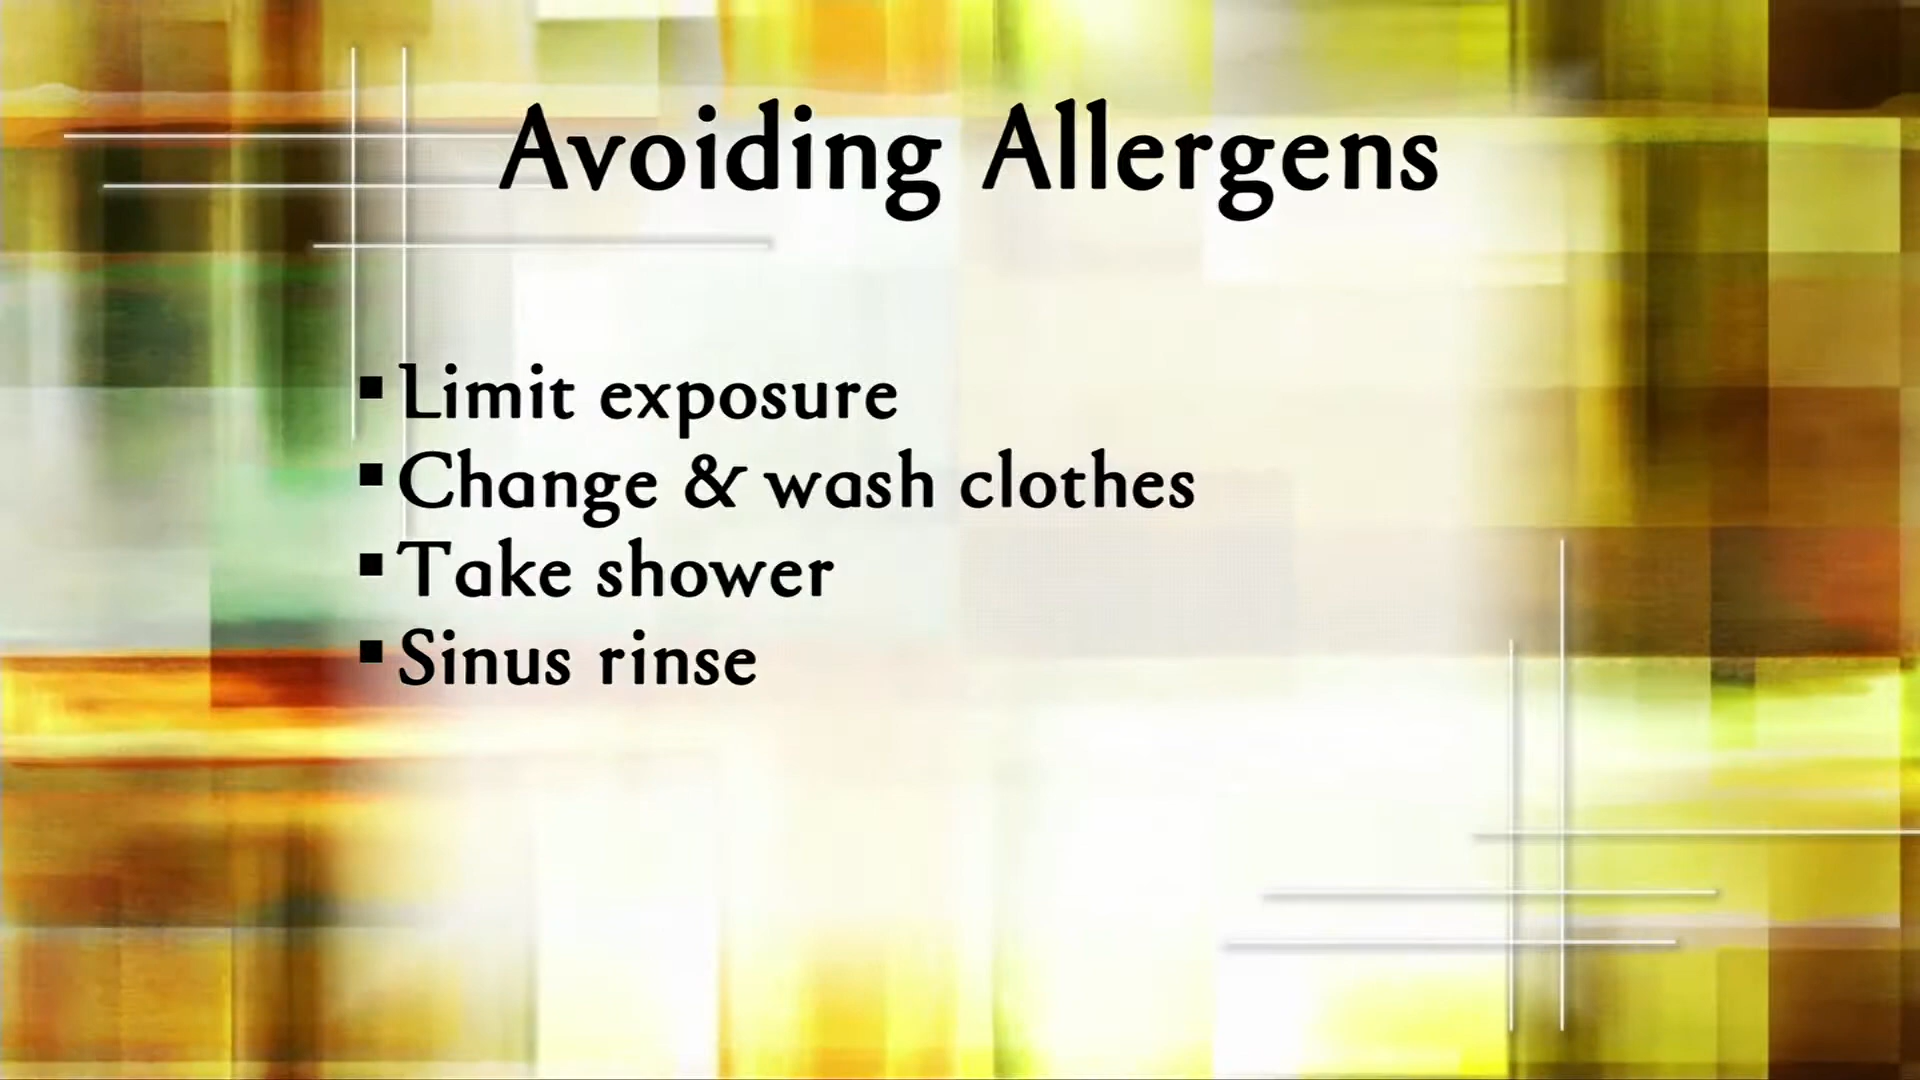 Avoiding Allergens
▪ Limit exposure
▪ Change & wash clothes
▪ Take shower
▪ Sinus rinse